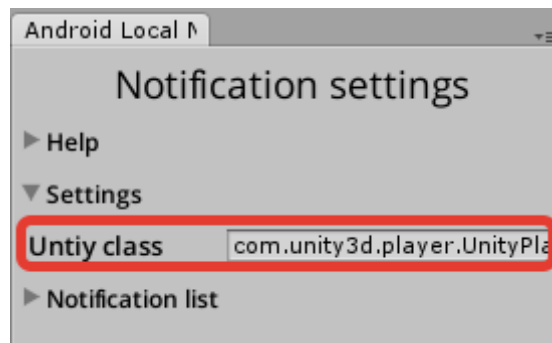 Android Local N
Notification settings
Help
Settings
Untiy class com.unity3d.player.UnityPla
Notification list